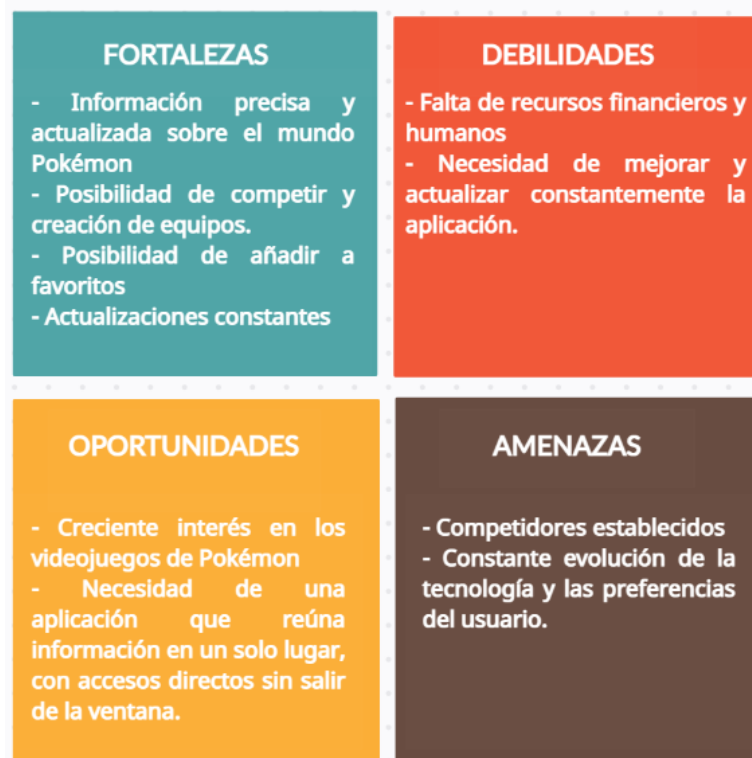 FORTALEZAS
- Información precisa y
actualizada sobre el mundo
Pokémon
- Posibilidad de competir y
creación de equipos.
- Posibilidad de añadir a
favoritos
- Actualizaciones constantes
DEBILIDADES
- Falta de recursos financieros y
humanos
- Necesidad de mejorar y
actualizar constantemente la
aplicación.
OPORTUNIDADES
- Creciente interés en los
videojuegos de Pokémon
- Necesidad de una
aplicación que reúna
información en un solo lugar,
con accesos directos sin salir
de la ventana.
AMENAZAS
- Competidores establecidos
- Constante evolución de la
tecnología y las preferencias
del usuario.